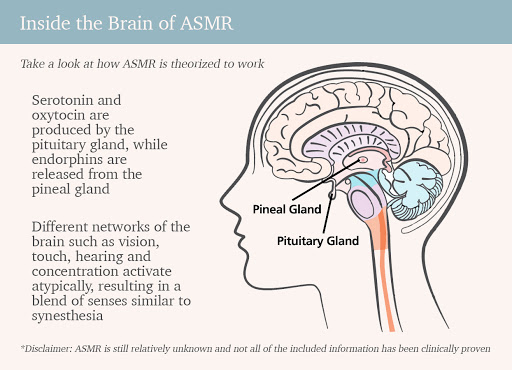 Inside the Brain of ASMR
Take a look at how ASMR is theorized to work
Serotonin and
oxytocin are
produced by the
pituitary gland, while
endorphins are
released from the
pineal gland
Different networks of the
brain such as vision,
touch, hearing and
concentration activate
atypically, resulting in a
blend of senses similar to
synesthesia
Pineal Gland
Pituitary Gland
*Disclaimer: ASMR is still relatively unknown and not all of the included information has been clinically proven